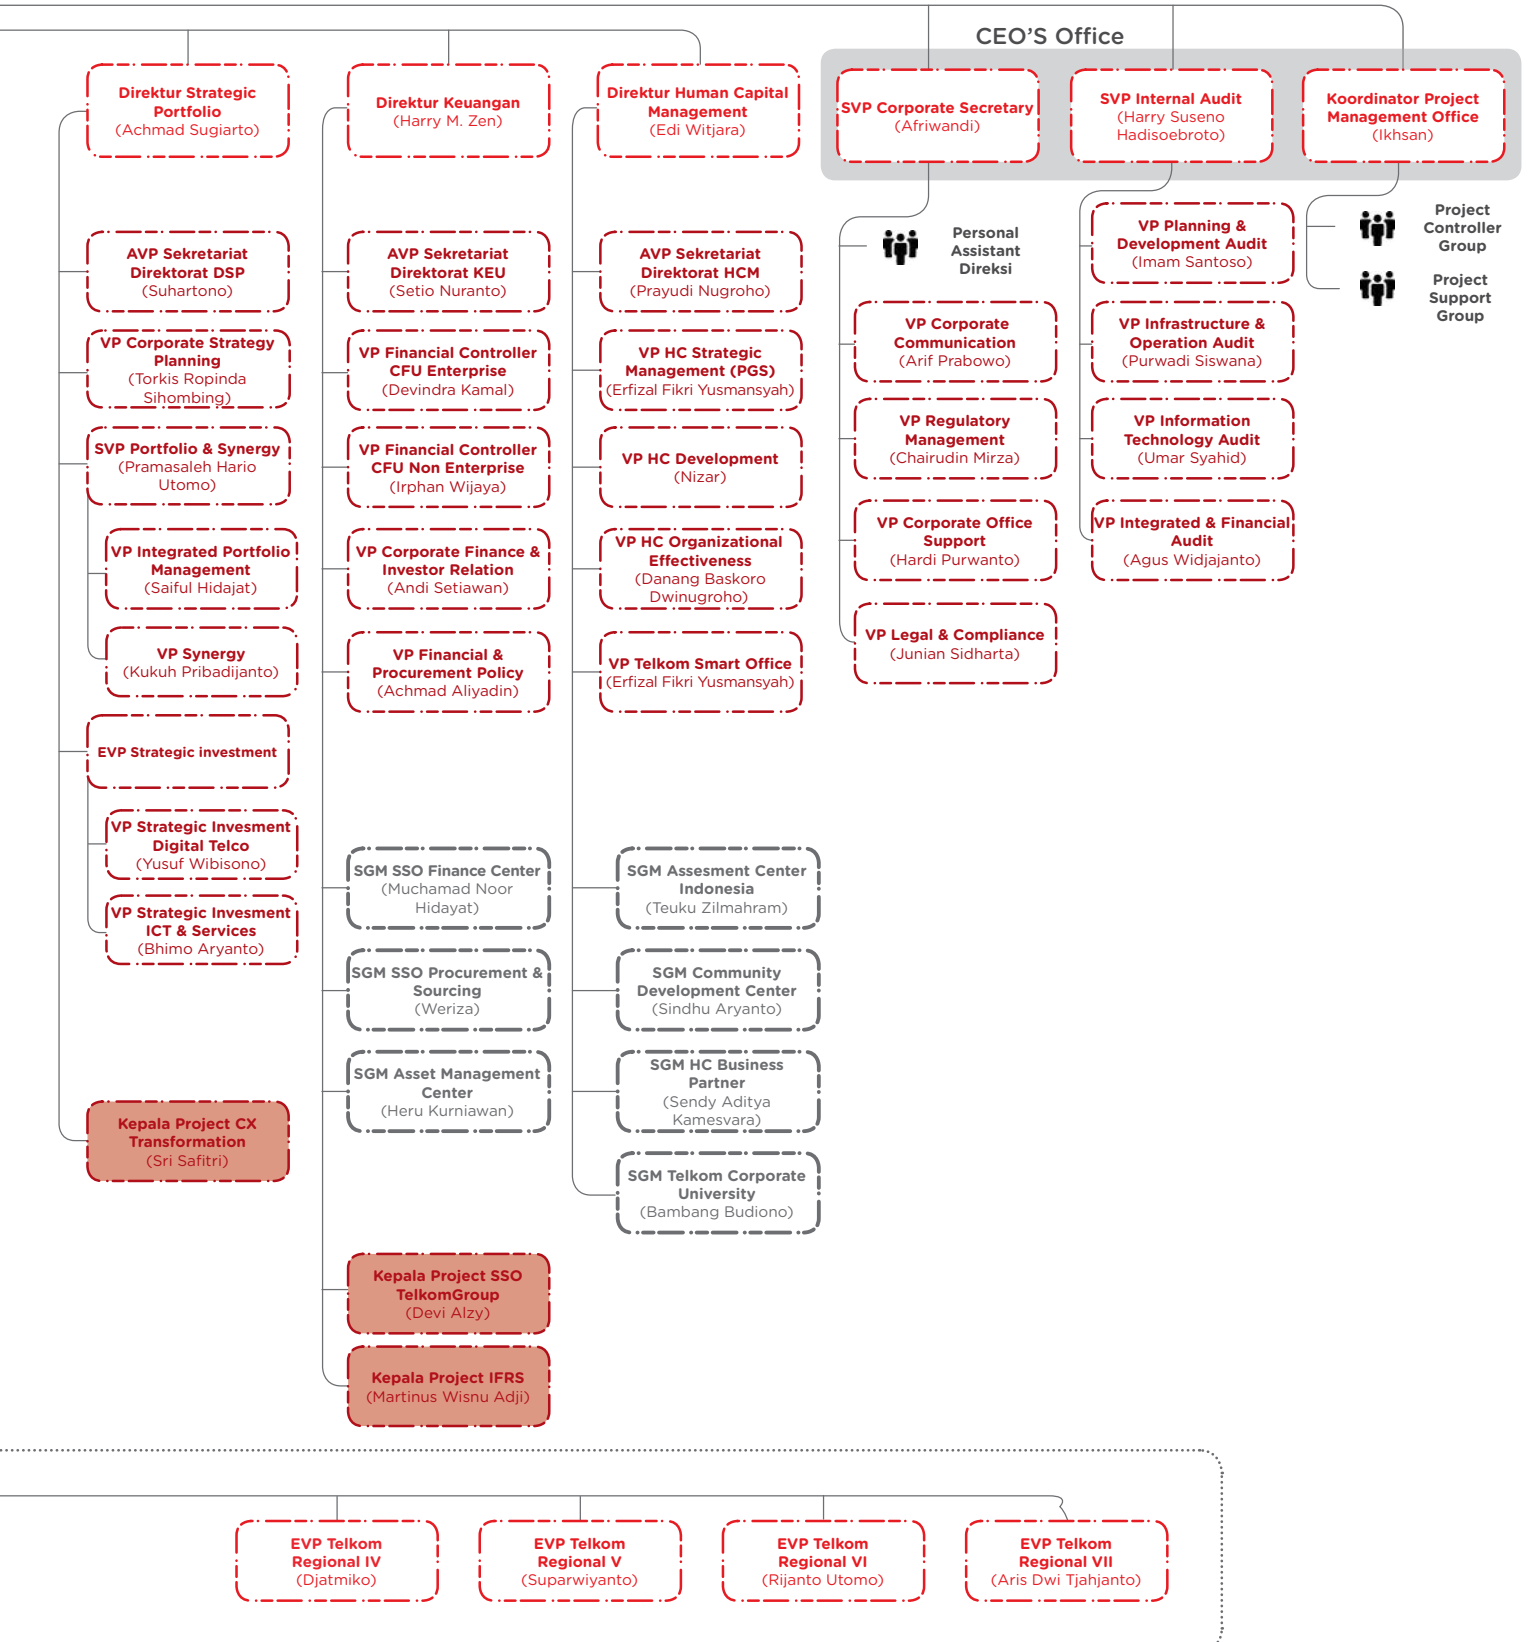 CEO'S Office
Direktur Strategic
Portfolio
(Achmad Sugiarto)
AVP Sekretariat
Direktorat DSP
(Suhartono)
VP Corporate Strategy
Planning
(Torkis Ropinda
Sihombing)
SVP Portfolio & Synergy
(Pramasaleh Hario
Utomo)
VP Integrated Portfolio
Management
(Saiful Hidajat)
VP Synergy
(Kukuh Pribadijanto)
EVP Strategic investment
VP Strategic Invesment
Digital Telco
(Yusuf Wibisono)
VP Strategic Invesment
ICT & Services
(Bhimo Aryanto)
Kepala Project CX
Transformation
(Sri Safitri)
Direktur Keuangan
(Harry M. Zen)
AVP Sekretariat
Direktorat KEU
(Setio Nuranto)
VP Financial Controller
CFU Enterprise
(Devindra Kamal)
VP Financial Controller
CFU Non Enterprise
(Irphan Wijaya)
VP Corporate Finance &
Investor Relation
(Andi Setiawan)
VP Financial &
Procurement Policy
(Achmad Aliyadin)
SGM SSO Finance Center
(Muchamad Noor
Hidayat)
SGM SSO Procurement &
Sourcing
(Weriza)
SGM Asset Management
Center
(Heru Kurniawan)
Kepala Project SSO
TelkomGroup
(Devi Alzy)
Kepala Project IFRS
(Martinus Wisnu Adji)
Direktur Human Capital
Management
(Edi Witjara)
AVP Sekretariat
Direktorat HCM
(Prayudi Nugroho)
VP HC Strategic
Management (PGS)
(Erfizal Fikri Yusmansyah)
VP HC Development
(Nizar)
VP HC Organizational
Effectiveness
(Danang Baskoro
Dwinugroho)
VP Telkom Smart Office
(Erfizal Fikri Yusmansyah)
SGM Assesment Center
Indonesia
(Teuku Zilmahram)
SGM Community
Development Center
(Sindhu Aryanto)
SGM HC Business
Partner
(Sendy Aditya
Kamesvara)
SGM Telkom Corporate
University
(Bambang Budiono)
SVP Corporate Secretary
(Afriwandi)
Personal
Assistant
Direksi
VP Corporate
Communication
(Arif Prabowo)
VP Regulatory
Management
(Chairudin Mirza)
VP Corporate Office
Support
(Hardi Purwanto)
VP Legal & Compliance
(Junian Sidharta)
SVP Internal Audit
(Harry Suseno
Hadisoebroto)
VP Planning &
Development Audit
(Imam Santoso)
VP Infrastructure &
Operation Audit
(Purwadi Siswana)
VP Information
Technology Audit
(Umar Syahid)
VP Integrated & Financial
Audit
(Agus Widjajanto)
Koordinator Project
Management Office
(Ikhsan)
Project
Controller
Group
Project
Support
Group
EVP Telkom
Regional IV
(Djatmiko)
EVP Telkom
Regional V
(Suparwiyanto)
EVP Telkom
Regional VI
(Rijanto Utomo)
EVP Telkom
Regional VII
(Aris Dwi Tjahjanto)